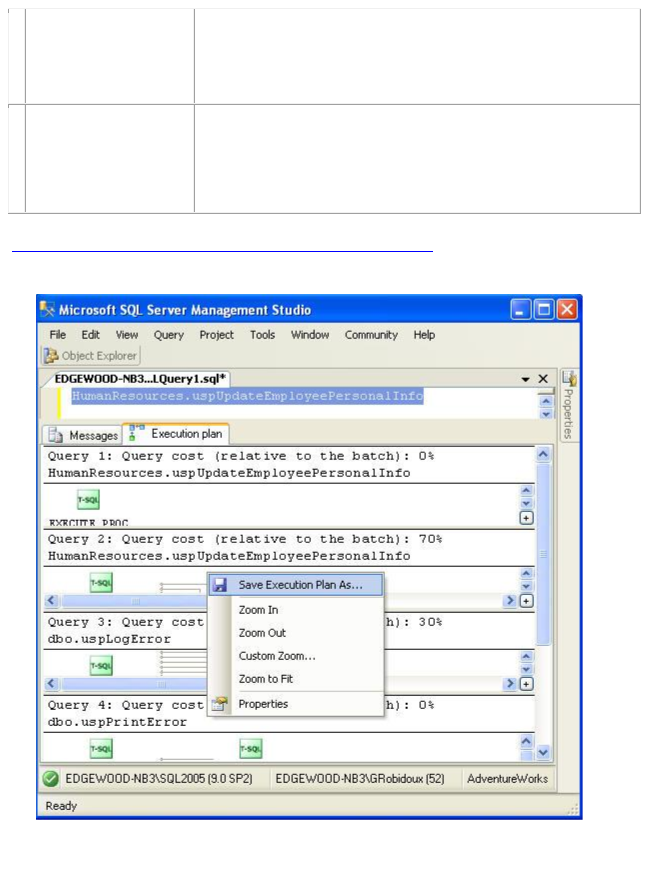 Microsoft SQL Server Management Studio
File Edit View Query Project Tools Window Community Help
Object Explorer
EDGEWOOD-NB3...LQuery1.sql*
HumanResources.uspUpdateEmployeePersonalInfo
Properties
Messages Execution plan
Query 1: Query cost (relative to the batch): 0%
HumanResources.uspUpdateEmployeePersonalInfo
T-SQL
EXECUTE PROC
Query 2: Query cost (relative to the batch): 70%
HumanResources.uspUpdateEmployeePersonalInfo
T-SQL
Save Execution Plan As...
Zoom In
Zoom Out
Custom Zoom...
Zoom to Fit
Properties
Query 3: Query cost h): 30%
dbo.uspLogError
T-SQL
Query 4: Query cost h): 0%
dbo.uspPrintError
T-SQL T-SQL
EDGEWOOD-NB3\SQL2005 (9.0 SP2) EDGEWOOD-NB3\GRobidoux (52) AdventureWorks
Ready